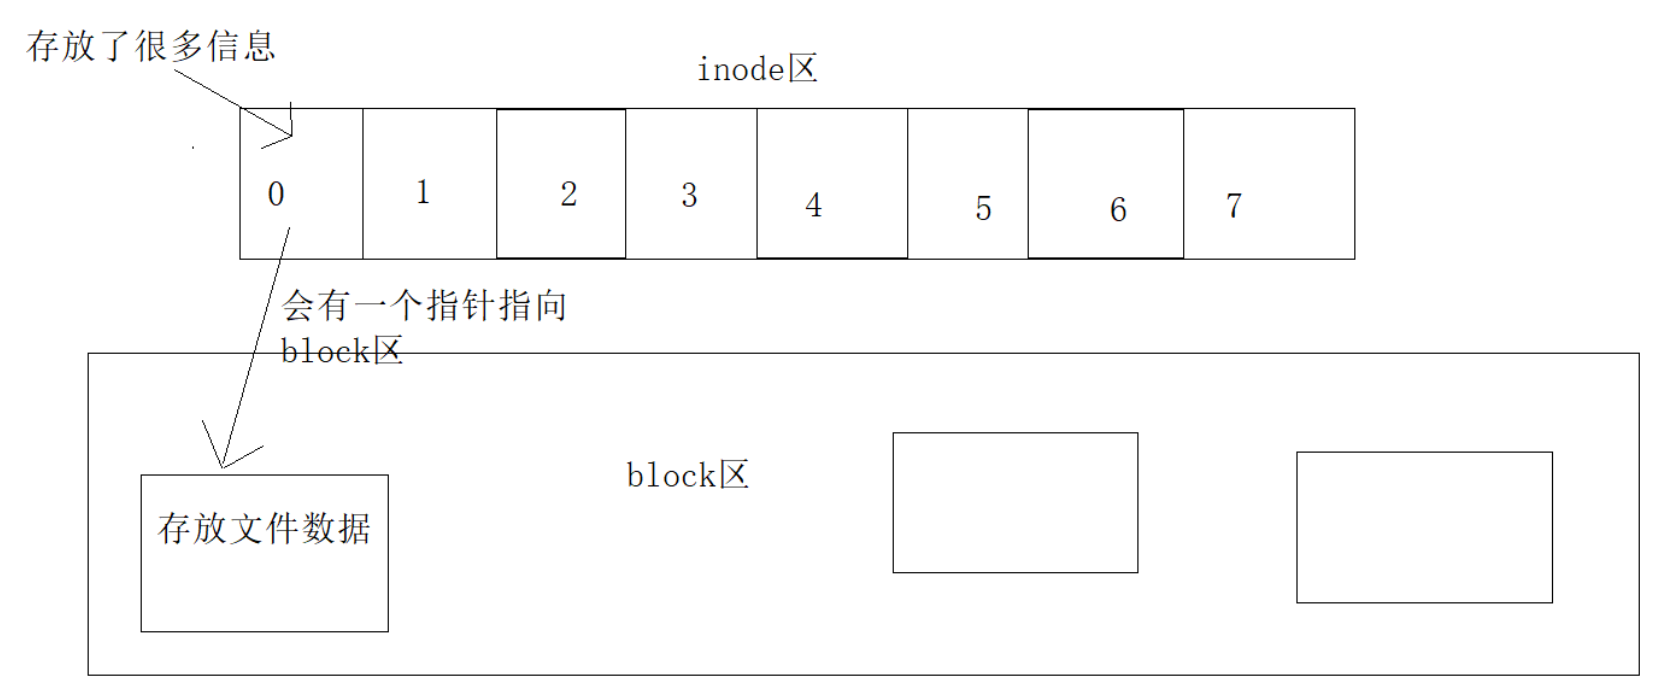 存放了很多信息
inode区
0 1 2 3 4 5 6 7
会有一个指针指向
block区
block区
存放文件数据